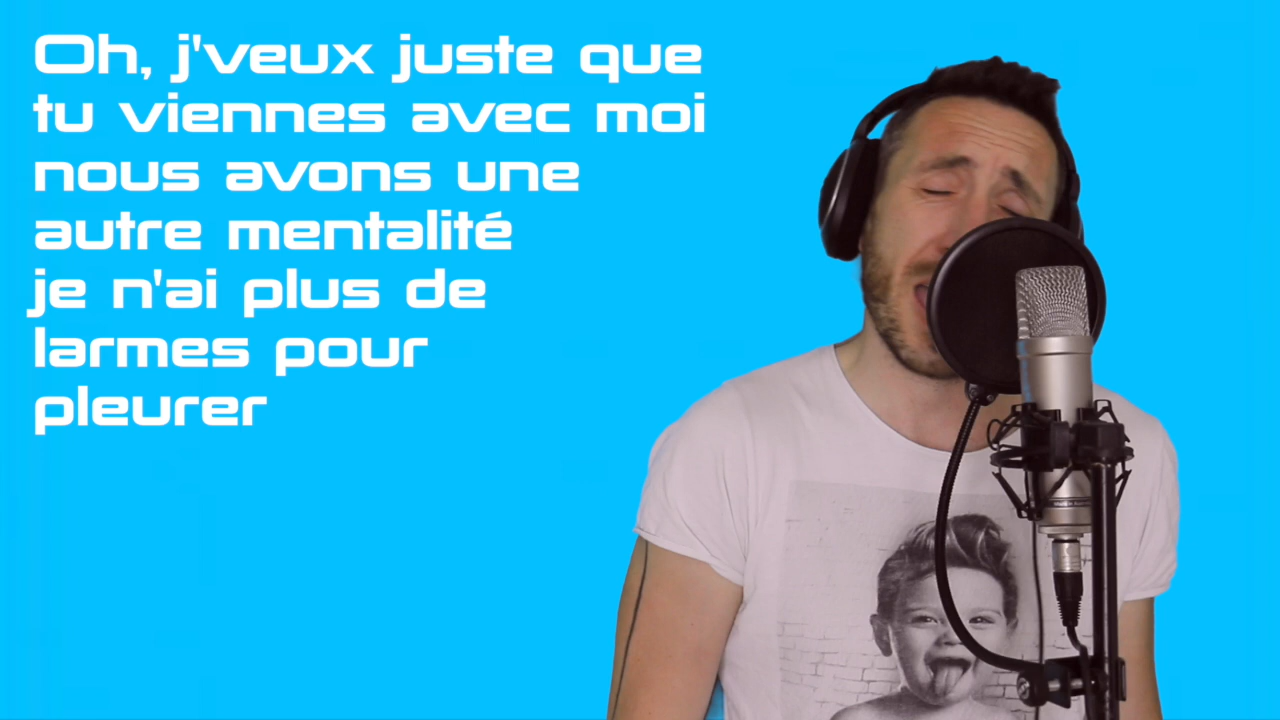 Oh, j'veux juste que
tu viennes avec moi
nous avons une
autre mentalité
je n'ai plus de
larmes pour
pleurer